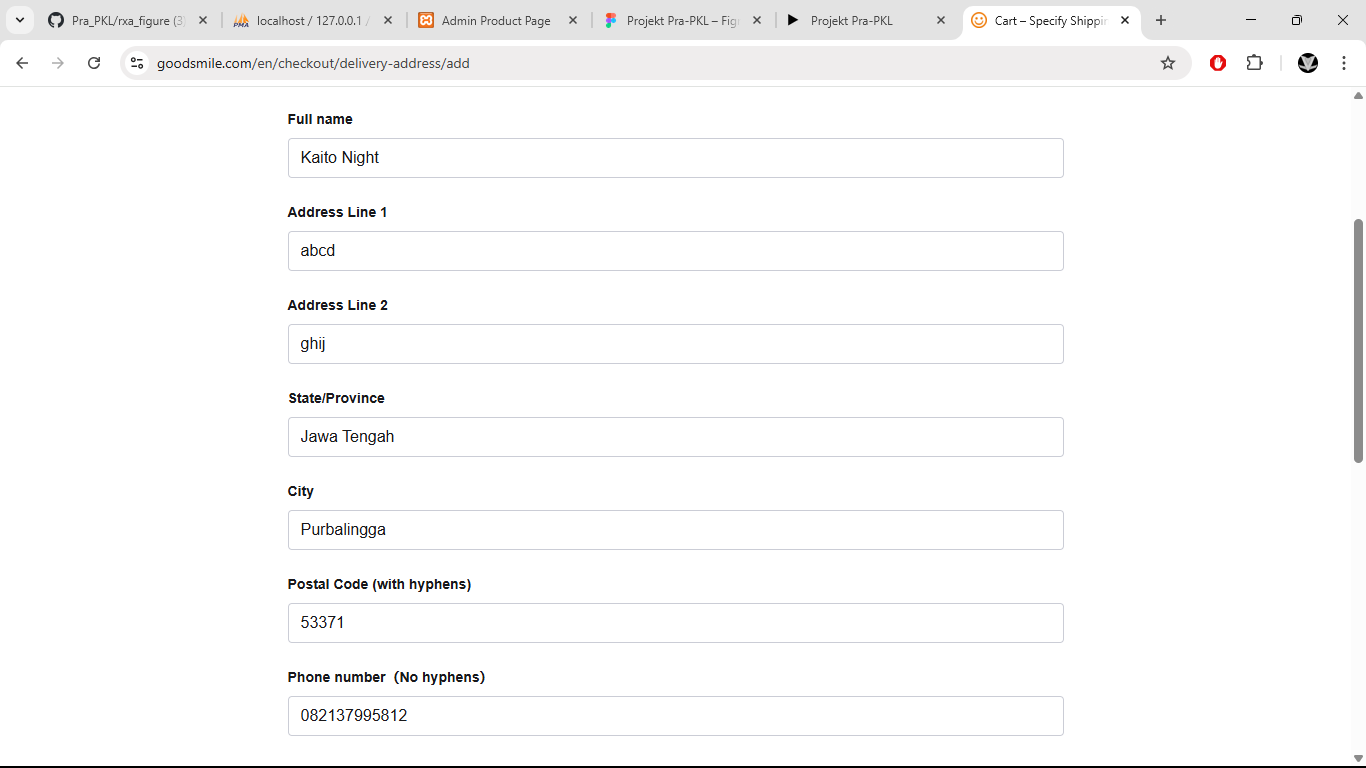 Pra_PKL/rxa_figure (3)
localhost / 127.0.0.1 /
Admin Product Page
Projekt Pra-PKL – Fig
Projekt Pra-PKL
Cart – Specify Shippin
goodsmile.com/en/checkout/delivery-address/add
Full name
Kaito Night
Address Line 1
abcd
Address Line 2
ghij
State/Province
Jawa Tengah
City
Purbalingga
Postal Code (with hyphens)
53371
Phone number（No hyphens）
082137995812